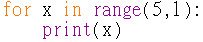 for x in range(5,1):
    print(x)